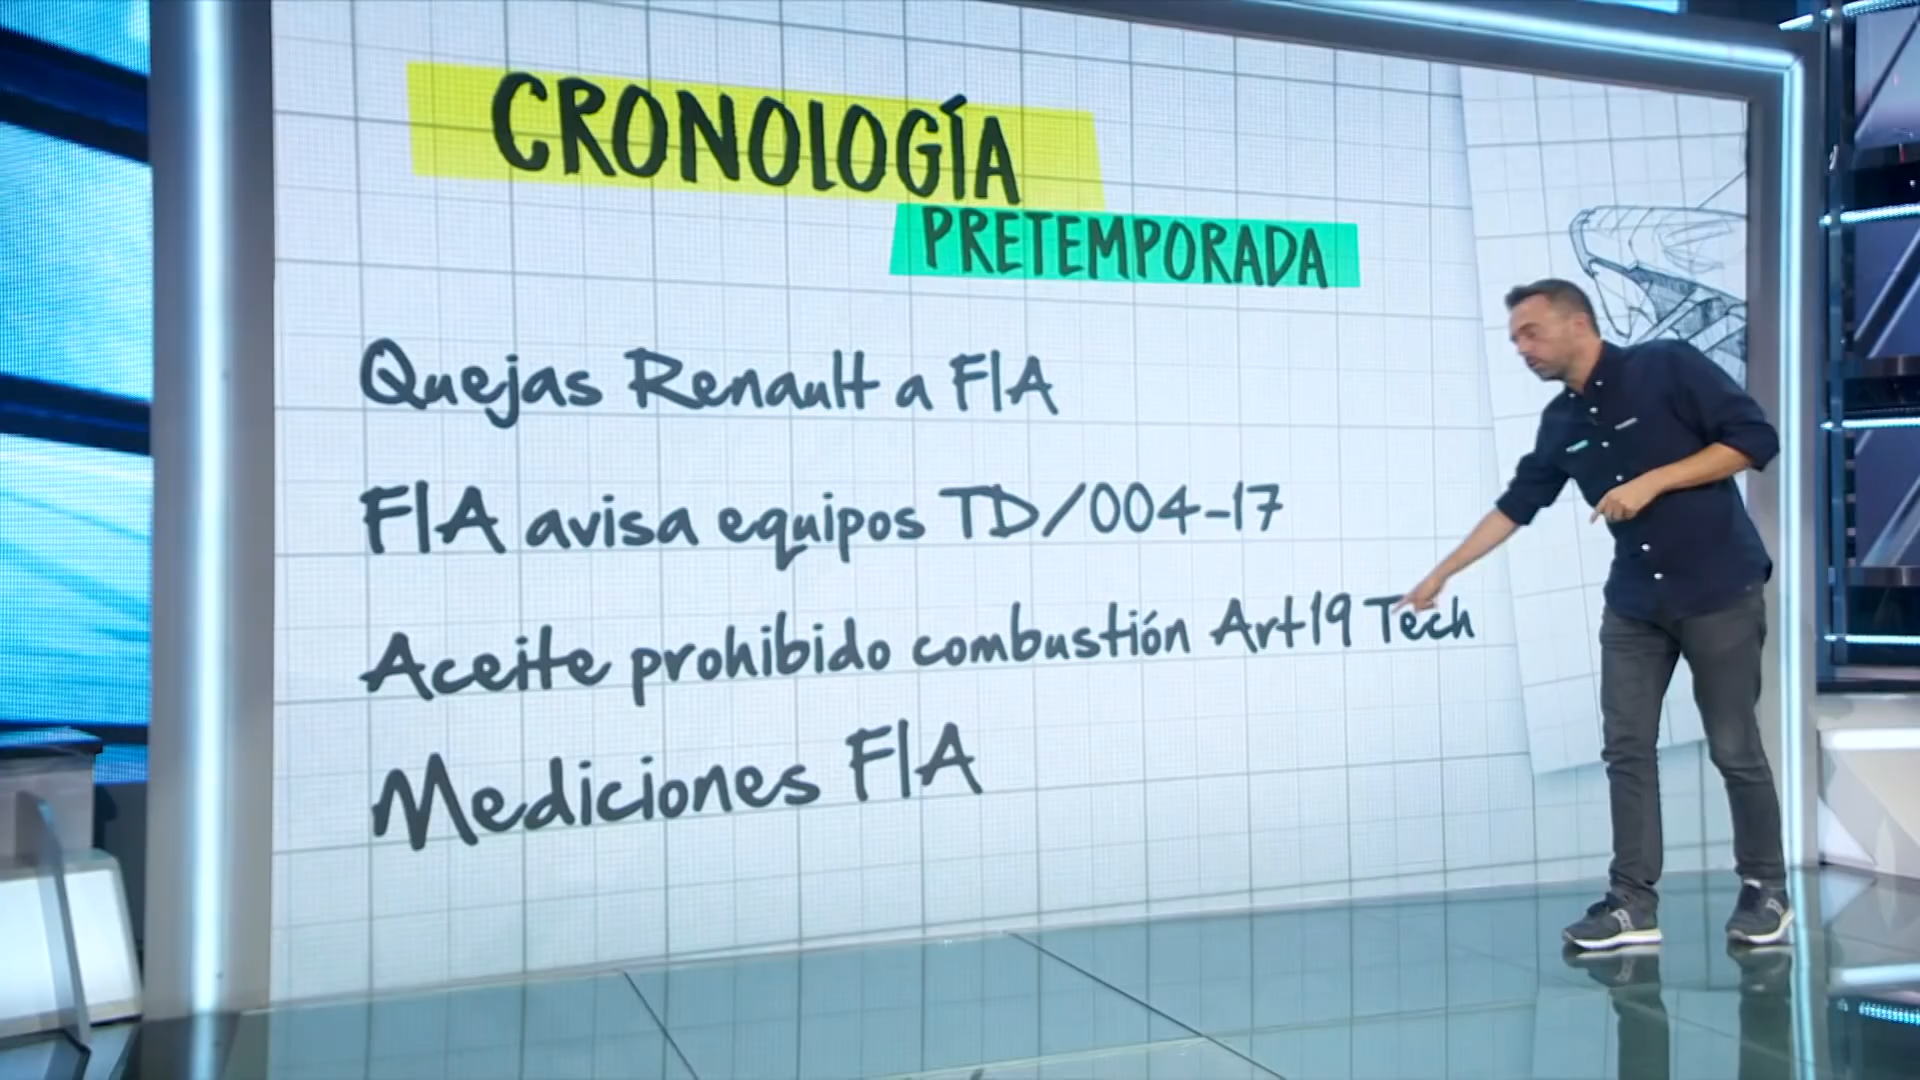 CRONOLOGÍA
PRETEMPORADA
Quejas Renault a FIA
FIA avisa equipos TD/004-17
Aceite prohibido combustión Art19 Tech
Mediciones FIA